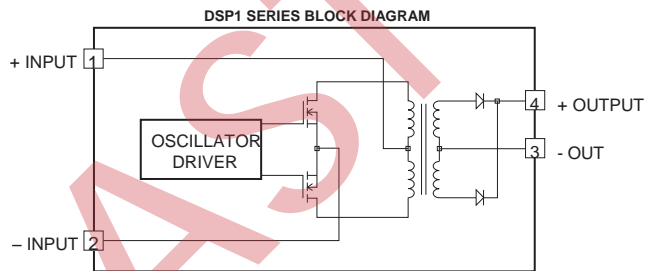 DSP1 SERIES BLOCK DIAGRAM
+ INPUT 1
4 + OUTPUT
OSCILLATOR
DRIVER
3 - OUT
– INPUT 2